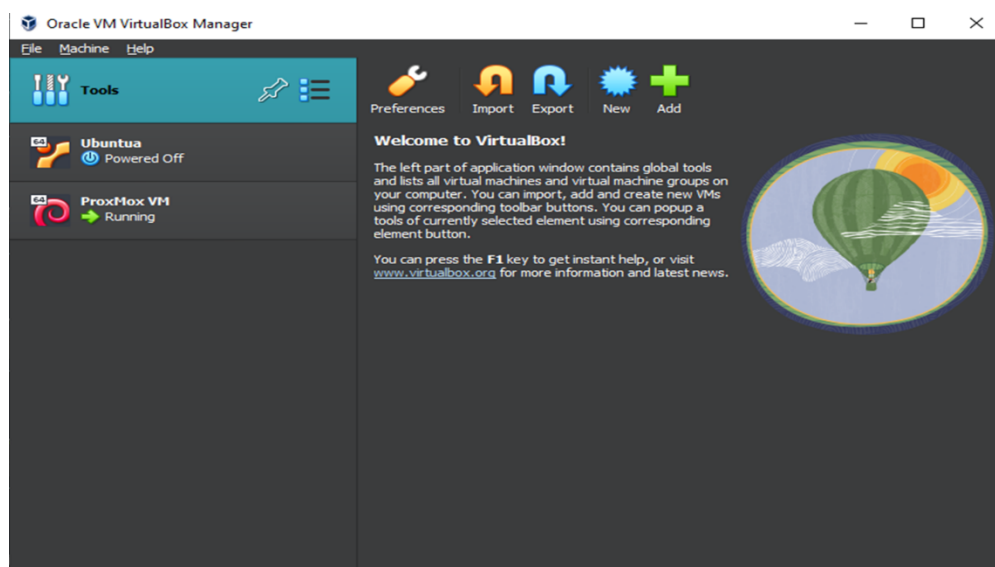 Oracle VM VirtualBox Manager
File Machine Help
Tools
Preferences Import Export New Add
64
Ubuntua
Powered Off
64
ProxMox VM
Running
Welcome to VirtualBox!
The left part of application window contains global tools
and lists all virtual machines and virtual machine groups on
your computer. You can import, add and create new VMs
using corresponding toolbar buttons. You can popup a
tools of currently selected element using corresponding
element button.
You can press the F1 key to get instant help, or visit
www.virtualbox.org for more information and latest news.